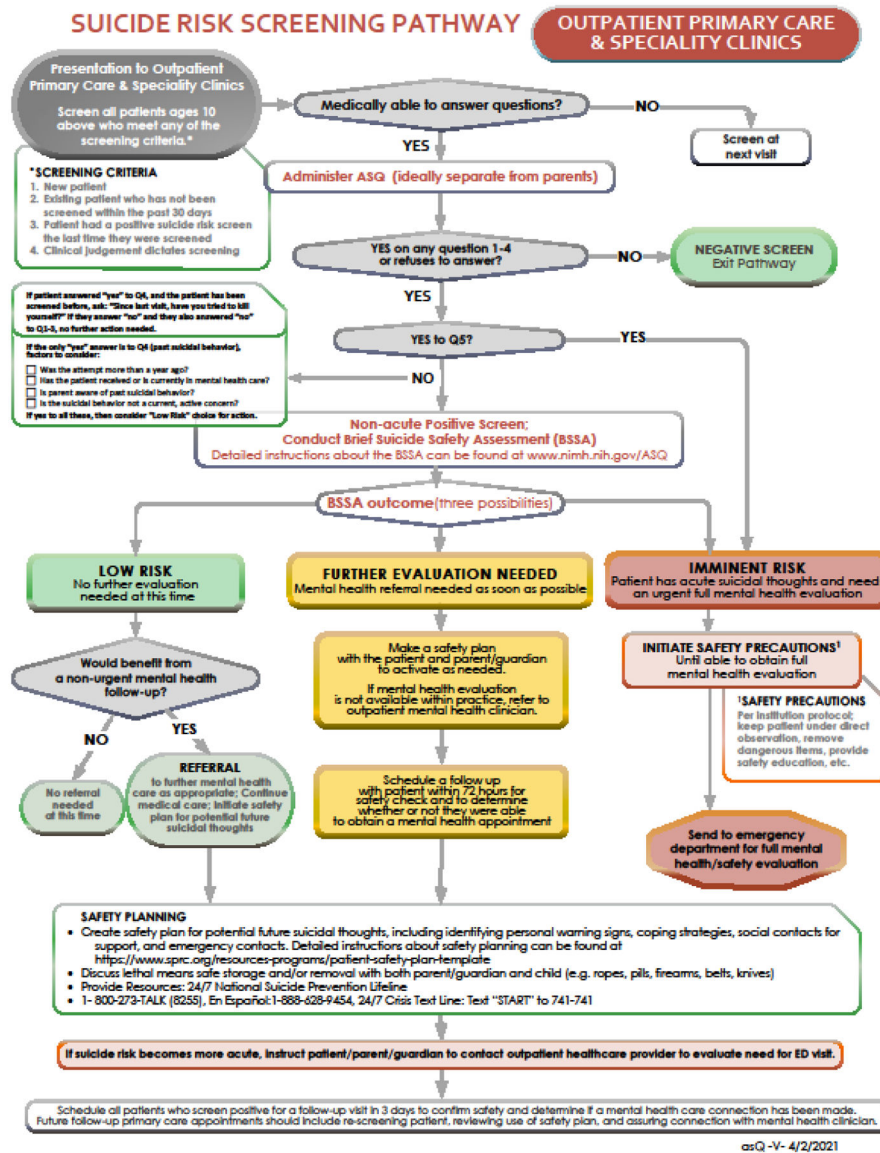 SUICIDE RISK SCREENING PATHWAY
OUTPATIENT PRIMARY CARE
& SPECIALITY CLINICS
Presentation to Outpatient
Primary Care & Speciality Clinics
Screen all patients ages 10
above who meet any of the
screening criteria.*
Medically able to answer questions?
NO
Screen at
next visit
YES
*SCREENING CRITERIA
1. New patient
2. Existing patient who has not been
screened within the past 30 days
3. Patient had a positive suicide risk screen
the last time they were screened
4. Clinical judgement dictates screening
Administer ASQ (ideally separate from parents)
YES on any question 1-4
or refuses to answer?
NO
NEGATIVE SCREEN
Exit Pathway
YES
If patient answered "yes" to Q4, and the patient has been
screened before, ask: "Since last visit, have you tried to kill
yourself?" If they answer "no" and they also answered "no"
to Q1-3, no further action needed.
If the only "yes" answer is to Q4 (past suicidal behavior),
factors to consider:
Was the attempt more than a year ago?
Has the patient received or is currently in mental health care?
Is parent aware of past suicidal behavior?
Is the suicidal behavior not a current, active concern?
If yes to all these, then consider "Low Risk" choice for action.
YES to Q5?
YES
NO
Non-acute Positive Screen;
Conduct Brief Suicide Safety Assessment (BSSA)
Detailed instructions about the BSSA can be found at www.nimh.nih.gov/ASQ
BSSA outcome(three possibilities)
LOW RISK
No further evaluation
needed at this time
FURTHER EVALUATION NEEDED
Mental health referral needed as soon as possible
IMMINENT RISK
Patient has acute suicidal thoughts and need
an urgent full mental health evaluation
Would benefit from
a non-urgent mental health
follow-up?
NO
YES
No referral
needed
at this time
REFERRAL
to further mental health
care as appropriate; Continue
medical care; Initiate safety
plan for potential future
suicidal thoughts
Make a safety plan
with the patient and parent/guardian
to activate as needed.
If mental health evaluation
is not available within practice, refer to
outpatient mental health clinician.
Schedule a follow up
with patient within 72 hours for
safety check and to determine
whether or not they were able
to obtain a mental health appointment
INITIATE SAFETY PRECAUTIONS¹
Until able to obtain full
mental health evaluation
¹SAFETY PRECAUTIONS
Per institution protocol;
keep patient under direct
observation, remove
dangerous items, provide
safety education, etc.
Send to emergency
department for full mental
health/safety evaluation
SAFETY PLANNING
• Create safety plan for potential future suicidal thoughts, including identifying personal warning signs, coping strategies, social contacts for
support, and emergency contacts. Detailed instructions about safety planning can be found at
https://www.sprc.org/resources-programs/patient-safety-plan-template
• Discuss lethal means safe storage and/or removal with both parent/guardian and child (e.g. ropes, pills, firearms, belts, knives)
• Provide Resources: 24/7 National Suicide Prevention Lifeline
• 1- 800-273-TALK (8255), En Español:1-888-628-9454, 24/7 Crisis Text Line: Text "START" to 741-741
If suicide risk becomes more acute, instruct patient/parent/guardian to contact outpatient healthcare provider to evaluate need for ED visit.
Schedule all patients who screen positive for a follow-up visit in 3 days to confirm safety and determine if a mental health care connection has been made.
Future follow-up primary care appointments should include re-screening patient, reviewing use of safety plan, and assuring connection with mental health clinician.
asQ -V- 4/2/2021